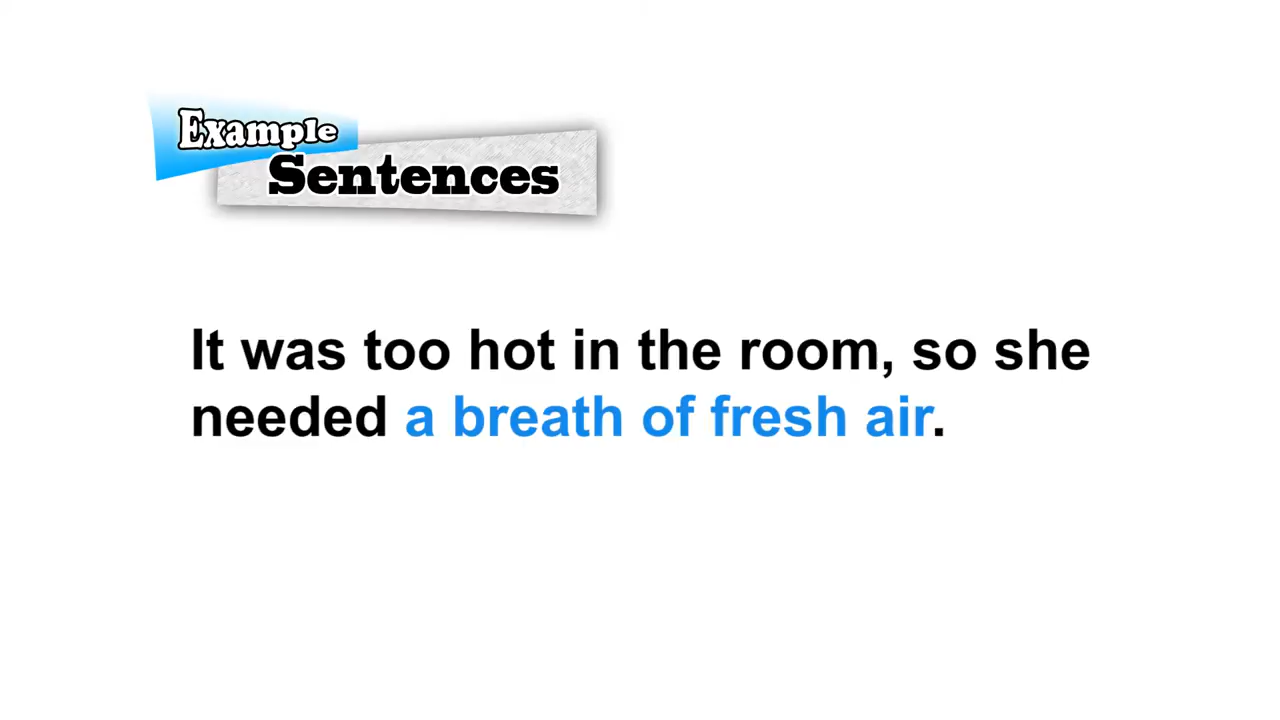 Example
Sentences
It was too hot in the room, so she
needed a breath of fresh air.